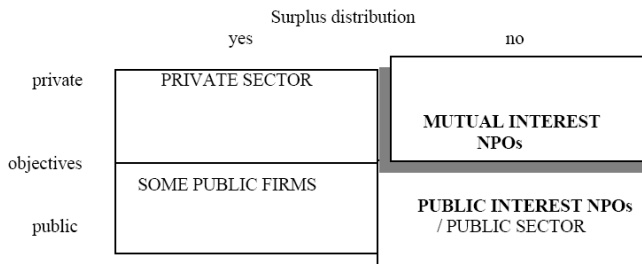 Surplus distribution
yes
no
private
PRIVATE SECTOR
MUTUAL INTEREST
NPOs
objectives
SOME PUBLIC FIRMS
public
PUBLIC INTEREST NPOs
/ PUBLIC SECTOR